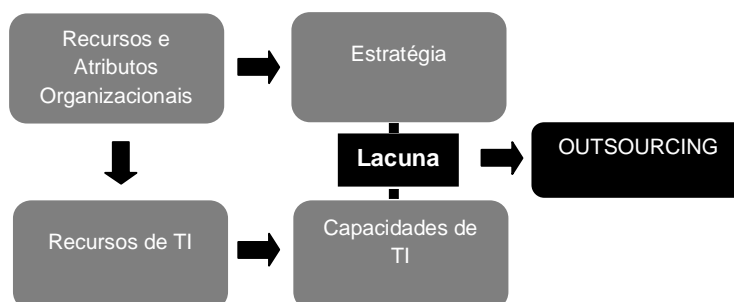 Recursos e
Atributos
Organizacionais
Estratégia
Lacuna
OUTSOURCING
Recursos de TI
Capacidades de
TI